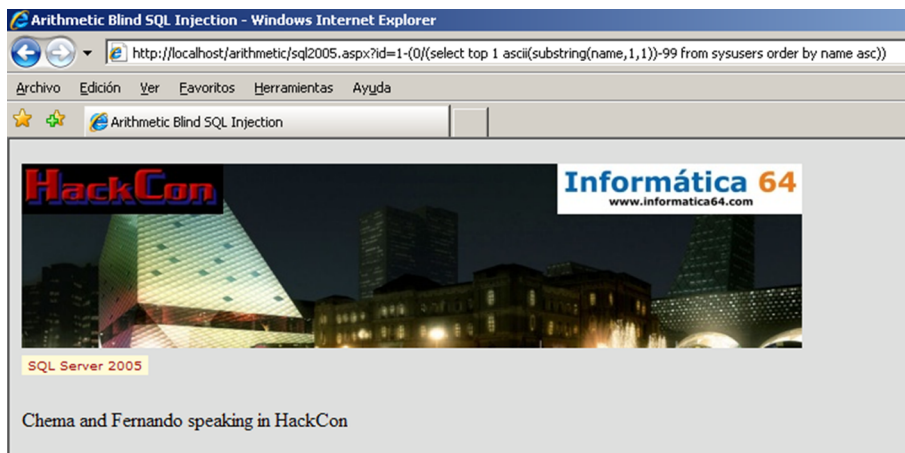 Arithmetic Blind SQL Injection - Windows Internet Explorer
http://localhost/arithmetic/sql2005.aspx?id=1-(0/(select top 1 ascii(substring(name,1,1))-99 from sysusers order by name asc))
Archivo Edición Ver Favoritos Herramientas Ayuda
Arithmetic Blind SQL Injection
HackCon
Informática 64
www.informatica64.com
SQL Server 2005
Chema and Fernando speaking in HackCon